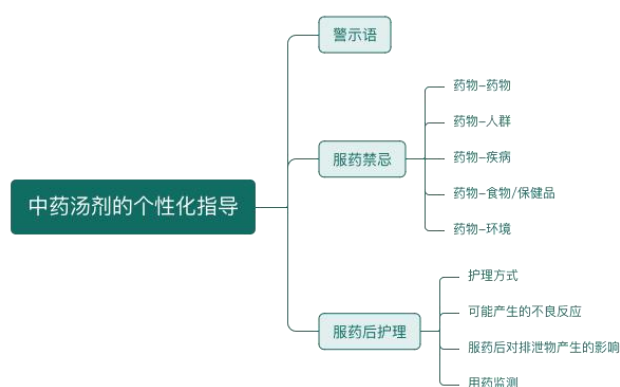 中药汤剂的个性化指导
警示语
服药禁忌
药物-药物
药物-人群
药物-疾病
药物-食物/保健品
药物-环境
服药后护理
护理方式
可能产生的不良反应
服药后对排泄物产生的影响
用药监测